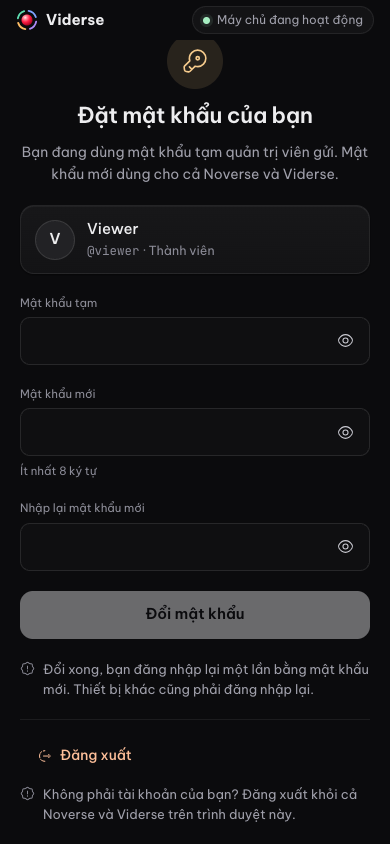 Viderse
Máy chủ đang hoạt động
Đặt mật khẩu của bạn
Bạn đang dùng mật khẩu tạm quản trị viên gửi. Mật
khẩu mới dùng cho cả Noverse và Viderse.
V
Viewer
@viewer · Thành viên
Mật khẩu tạm
Mật khẩu mới
Ít nhất 8 ký tự
Nhập lại mật khẩu mới
Đổi mật khẩu
Đổi xong, bạn đăng nhập lại một lần bằng mật khẩu
mới. Thiết bị khác cũng phải đăng nhập lại.
Đăng xuất
Không phải tài khoản của bạn? Đăng xuất khỏi cả
Noverse và Viderse trên trình duyệt này.